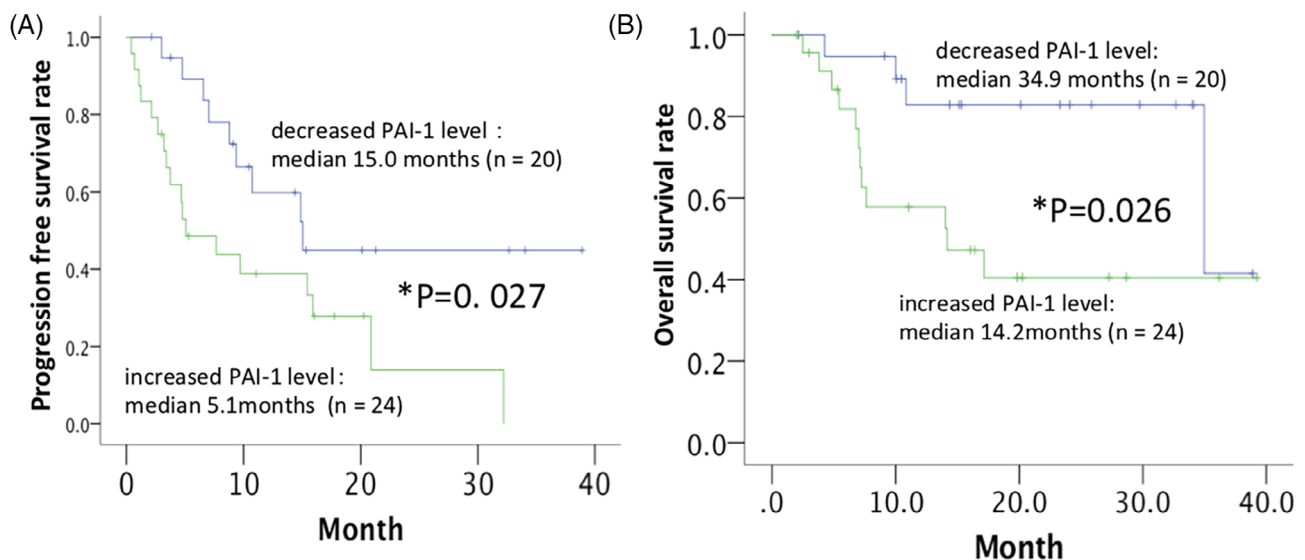 (A)
Progression free survival rate
1.0
0.8
0.6
0.4
0.2
0.0
decreased PAI-1 level :
median 15.0 months (n = 20)
*P=0. 027
increased PAI-1 level:
median 5.1months (n = 24)
0 10 20 30 40
Month
(B)
Overall survival rate
1.0
0.8
0.6
0.4
0.2
0.0
decreased PAI-1 level:
median 34.9 months (n = 20)
*P=0.026
increased PAI-1 level:
median 14.2months (n = 24)
.0 10.0 20.0 30.0 40.0
Month